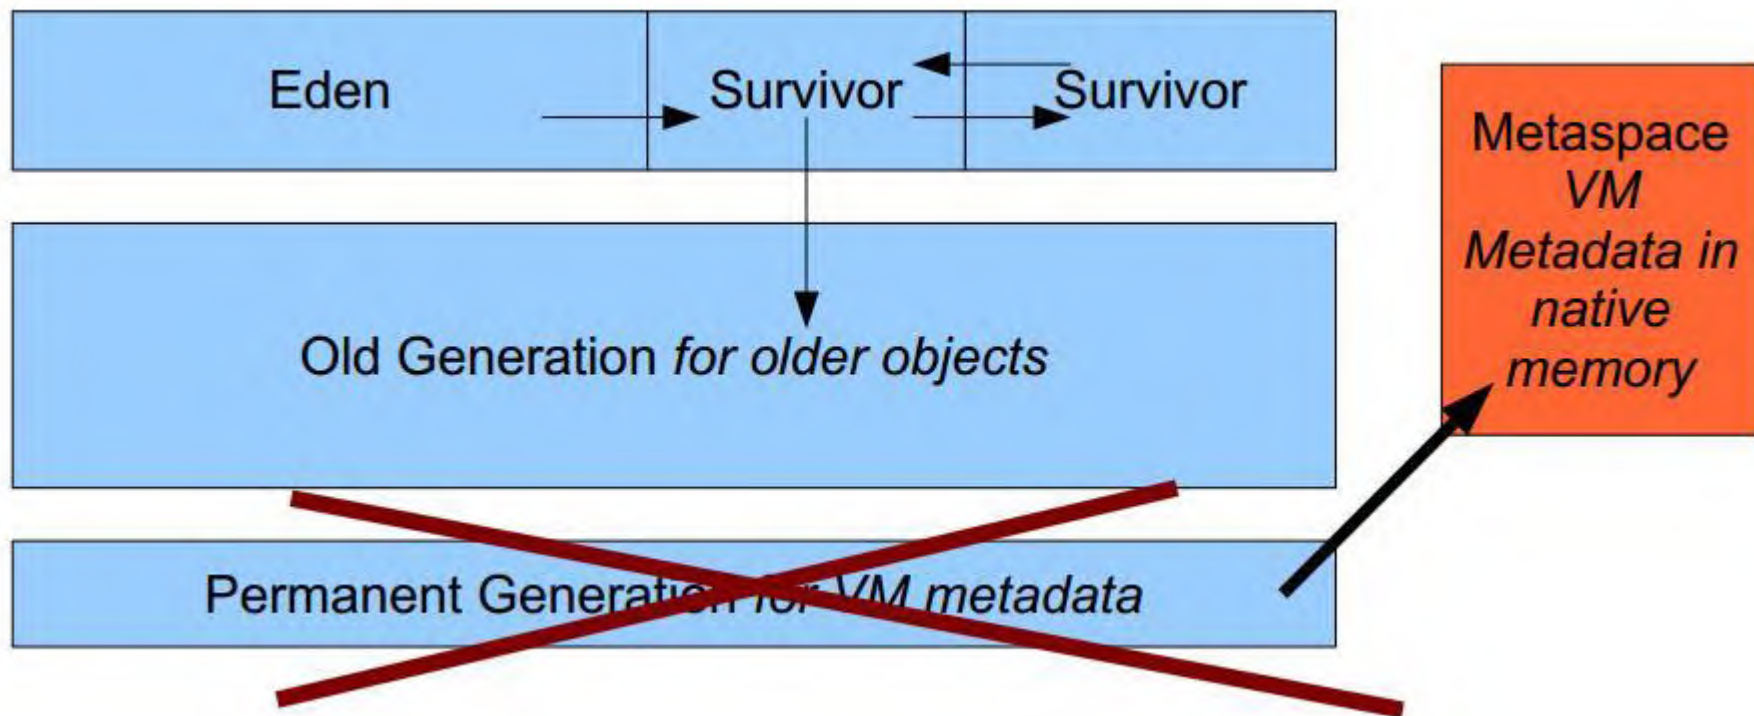 Eden
Survivor
Survivor
Old Generation for older objects
Permanent Generation for VM metadata
Metaspace
VM
Metadata in
native
memory